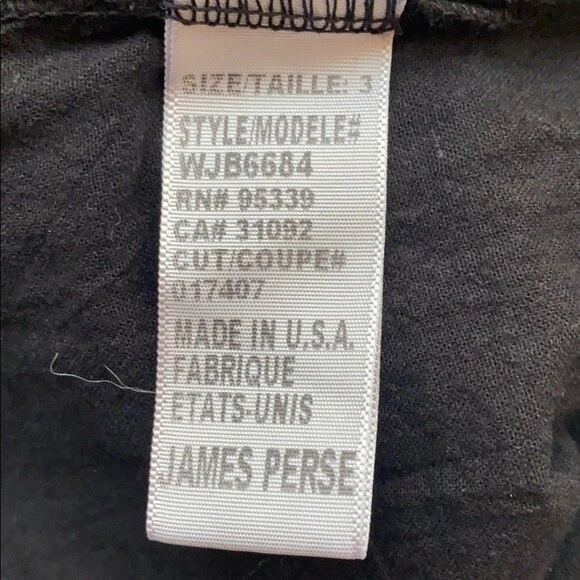 SIZE/TAILLE: 3
STYLE/MODELE#
WJB6684
RN# 95339
CA# 31092
CUT/COUPE#
017407
MADE IN U.S.A.
FABRIQUE
ETATS-UNIS
JAMES PERSE